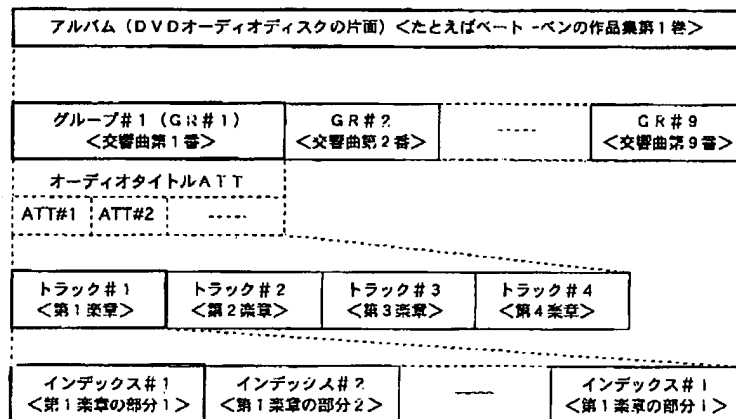 アルバム（DVDオーディオディスクの片面）＜たとえばベートーベンの作品集第1巻＞
グループ＃1（GR＃1）
＜交響曲第1番＞
GR＃2
＜交響曲第2番＞
-----
GR＃9
＜交響曲第9番＞
オーディオタイトルATT
ATT#1
ATT#2
-----
トラック＃1
＜第1楽章＞
トラック＃2
＜第2楽章＞
トラック＃3
＜第3楽章＞
トラック＃4
＜第4楽章＞
インデックス＃1
＜第1楽章の部分1＞
インデックス＃2
＜第1楽章の部分2＞
インデックス＃i
＜第1楽章の部分i＞